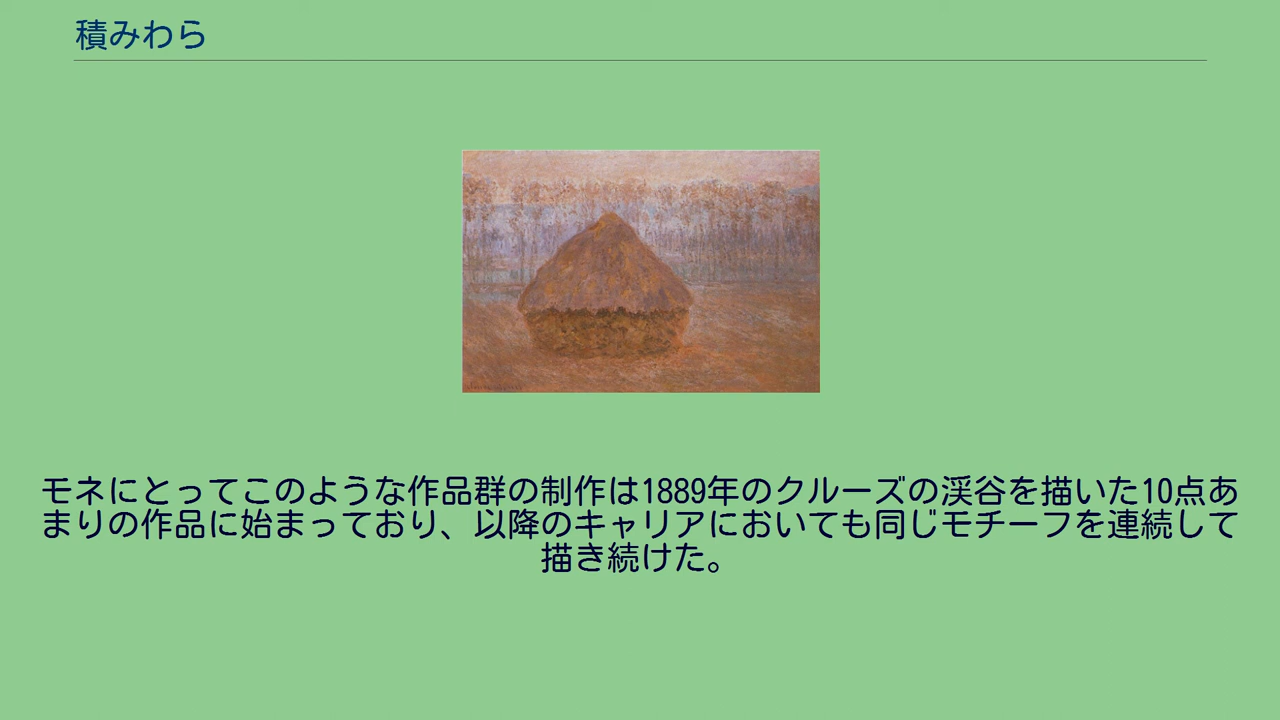 積みわら
モネにとってこのような作品群の制作は1889年のクルーズの渓谷を描いた10点あ
まりの作品に始まっており、以降のキャリアにおいても同じモチーフを連続して
描き続けた。